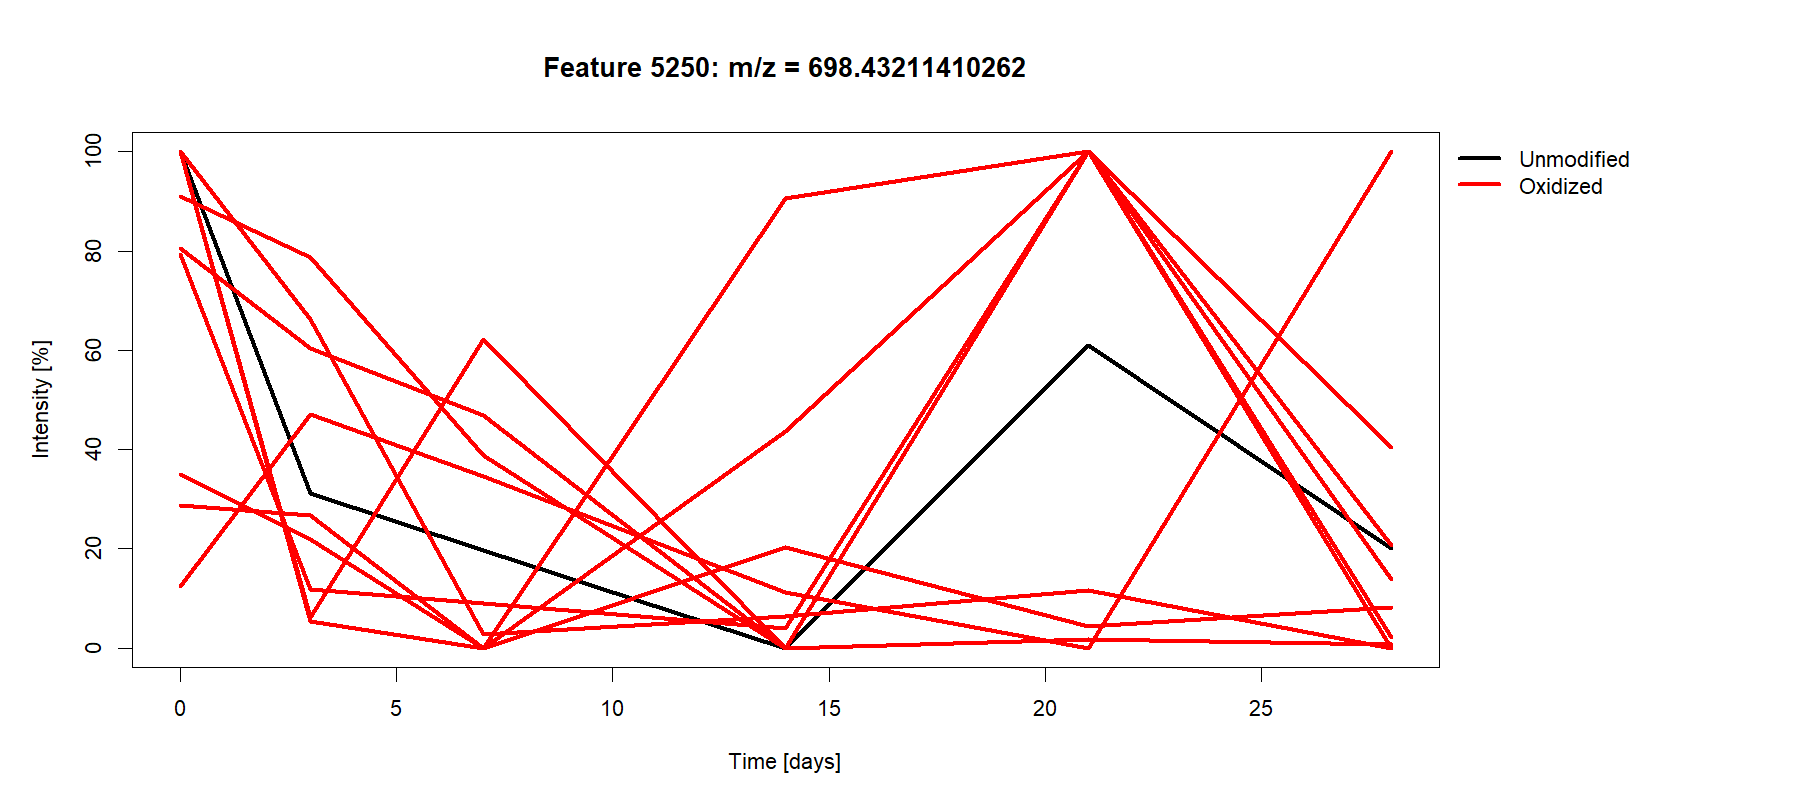 Feature 5250: m/z = 698.43211410262
Unmodified
Oxidized
Intensity [%]
100
80
60
40
20
0
0 5 10 15 20 25
Time [days]